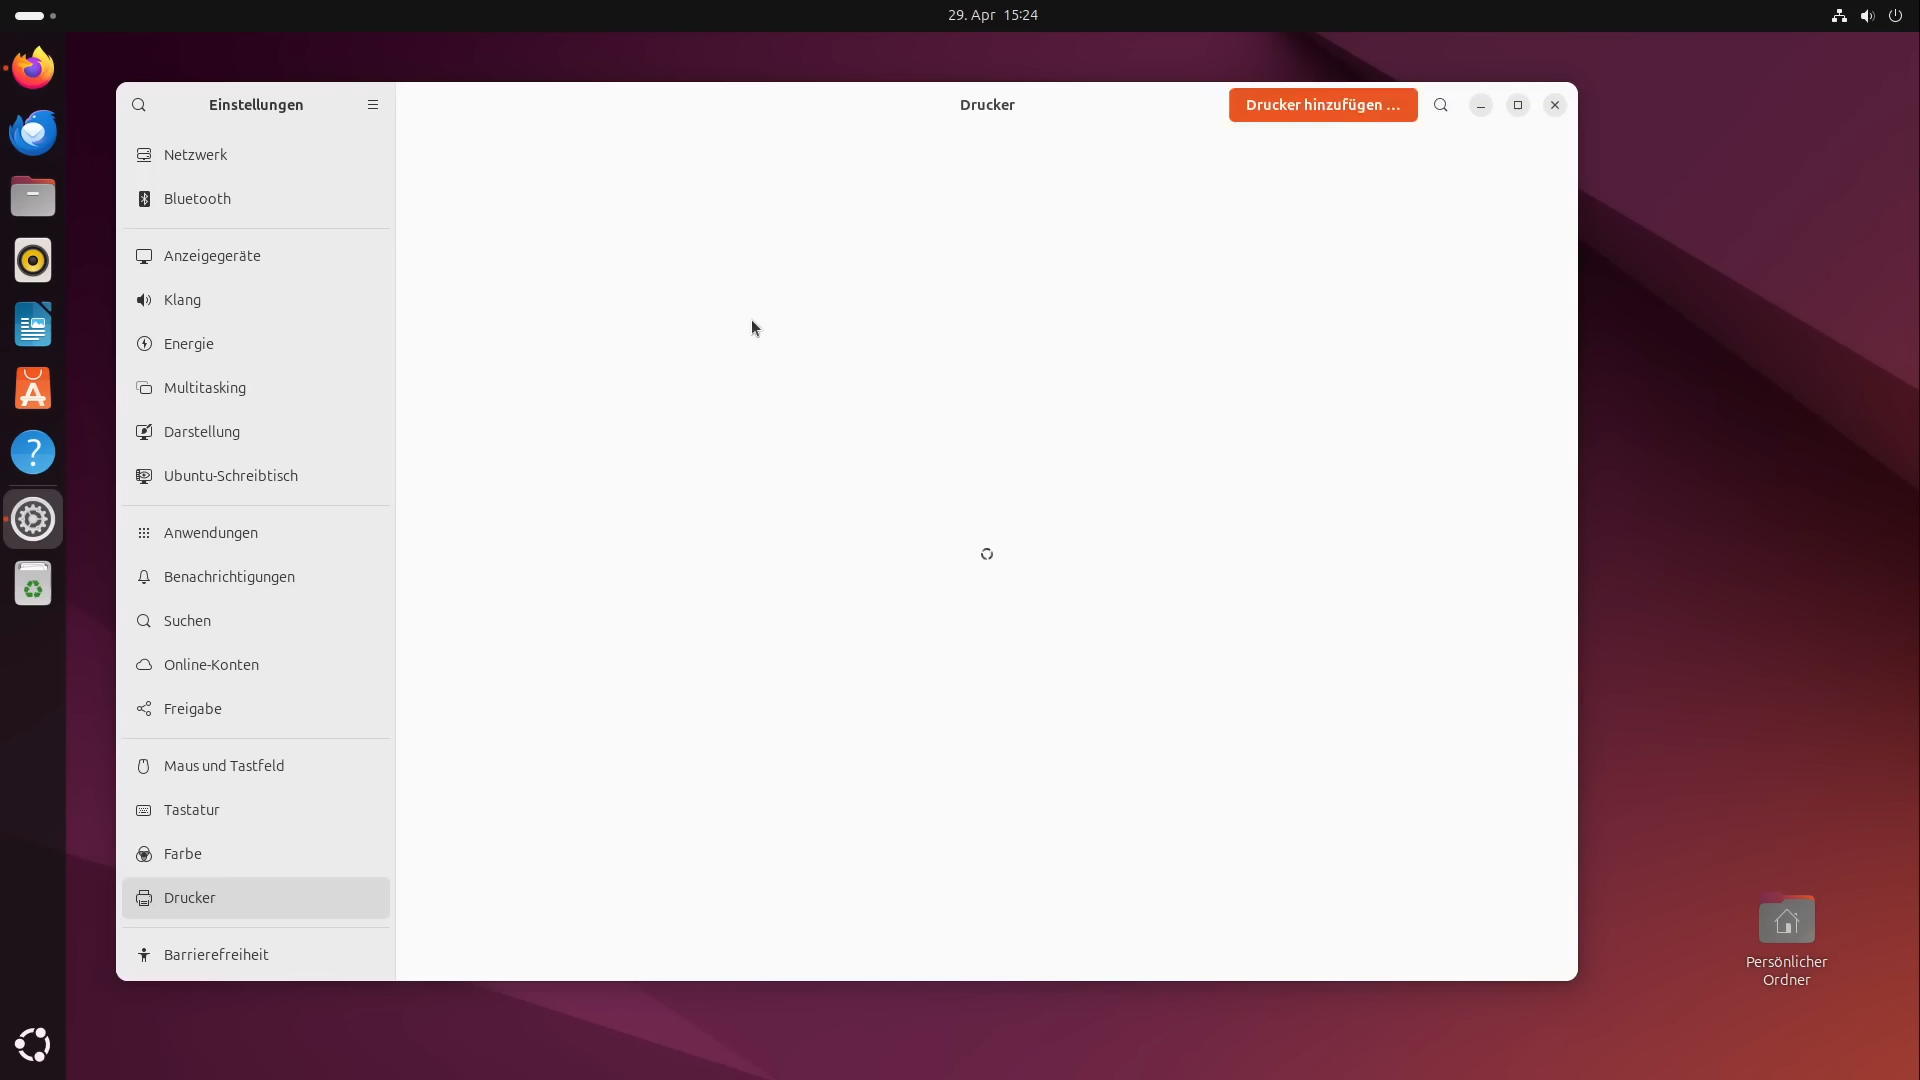 29. Apr 15:24
Einstellungen
Drucker
Drucker hinzufügen …
Netzwerk
Bluetooth
Anzeigegeräte
Klang
Energie
Multitasking
Darstellung
Ubuntu-Schreibtisch
Anwendungen
Benachrichtigungen
Suchen
Online-Konten
Freigabe
Maus und Tastfeld
Tastatur
Farbe
Drucker
Barrierefreiheit
Persönlicher
Ordner